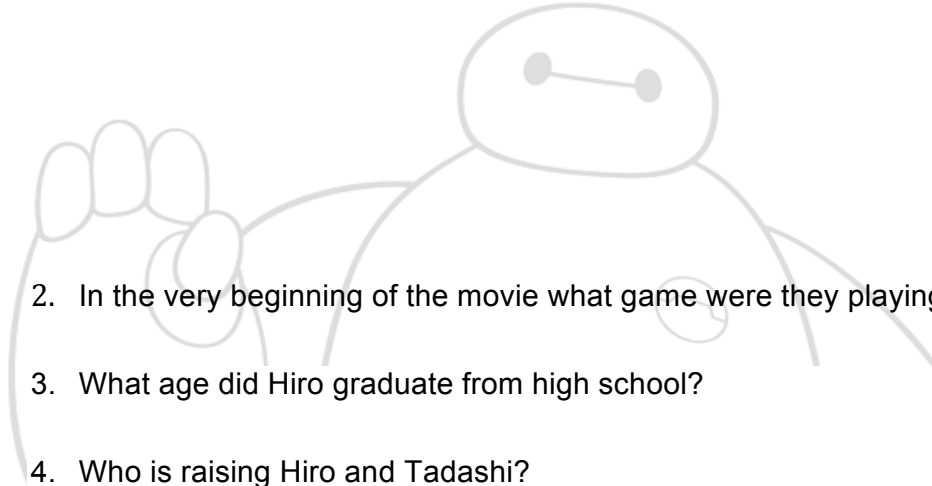 2. In the very beginning of the movie what game were they playing
3. What age did Hiro graduate from high school?
4. Who is raising Hiro and Tadashi?